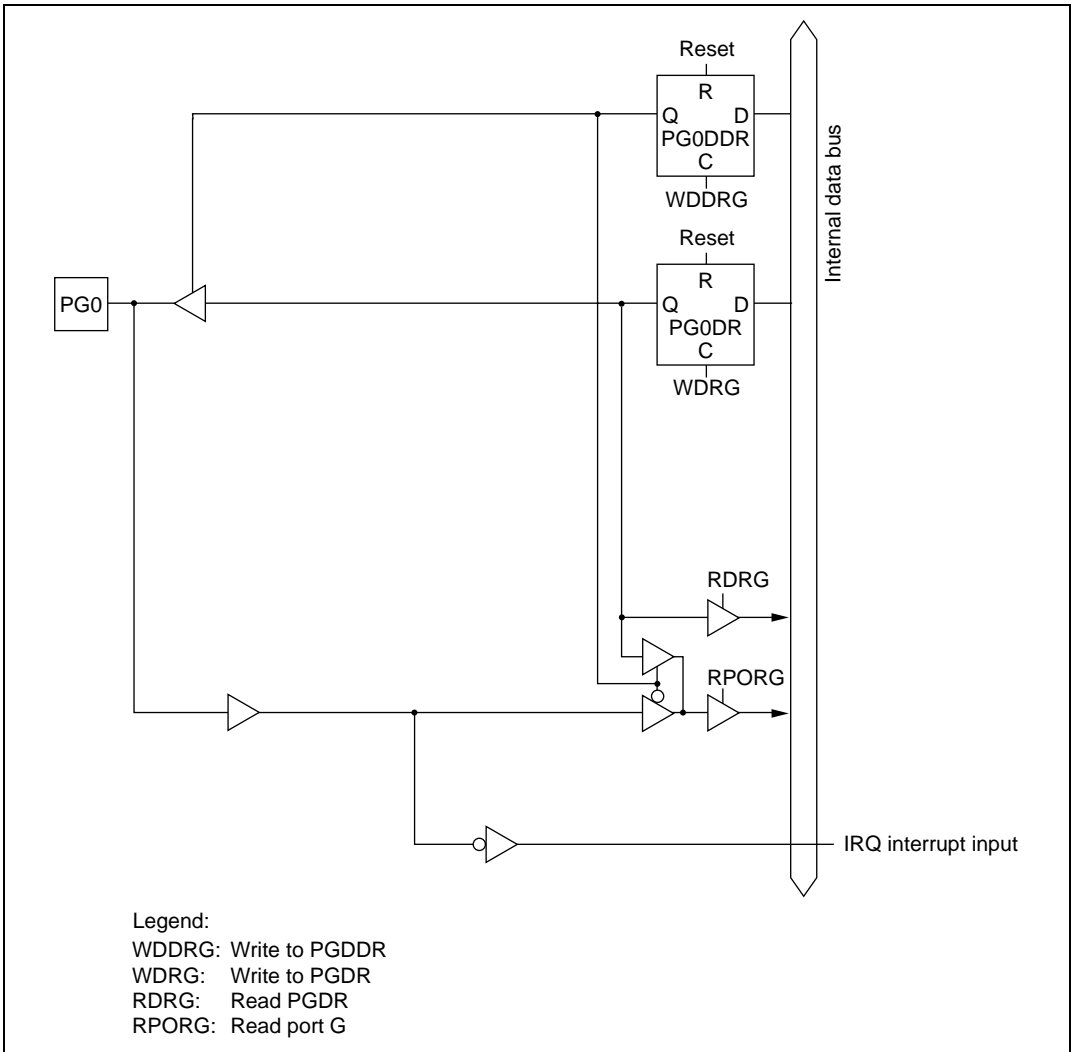 Reset
R
Q D
PG0DDR
C
WDDRG
Internal data bus
Reset
R
PG0
Q D
PG0DR
C
WDRG
RDRG
RPORG
IRQ interrupt input
Legend:
WDDRG: Write to PGDDR
WDRG: Write to PGDR
RDRG: Read PGDR
RPORG: Read port G